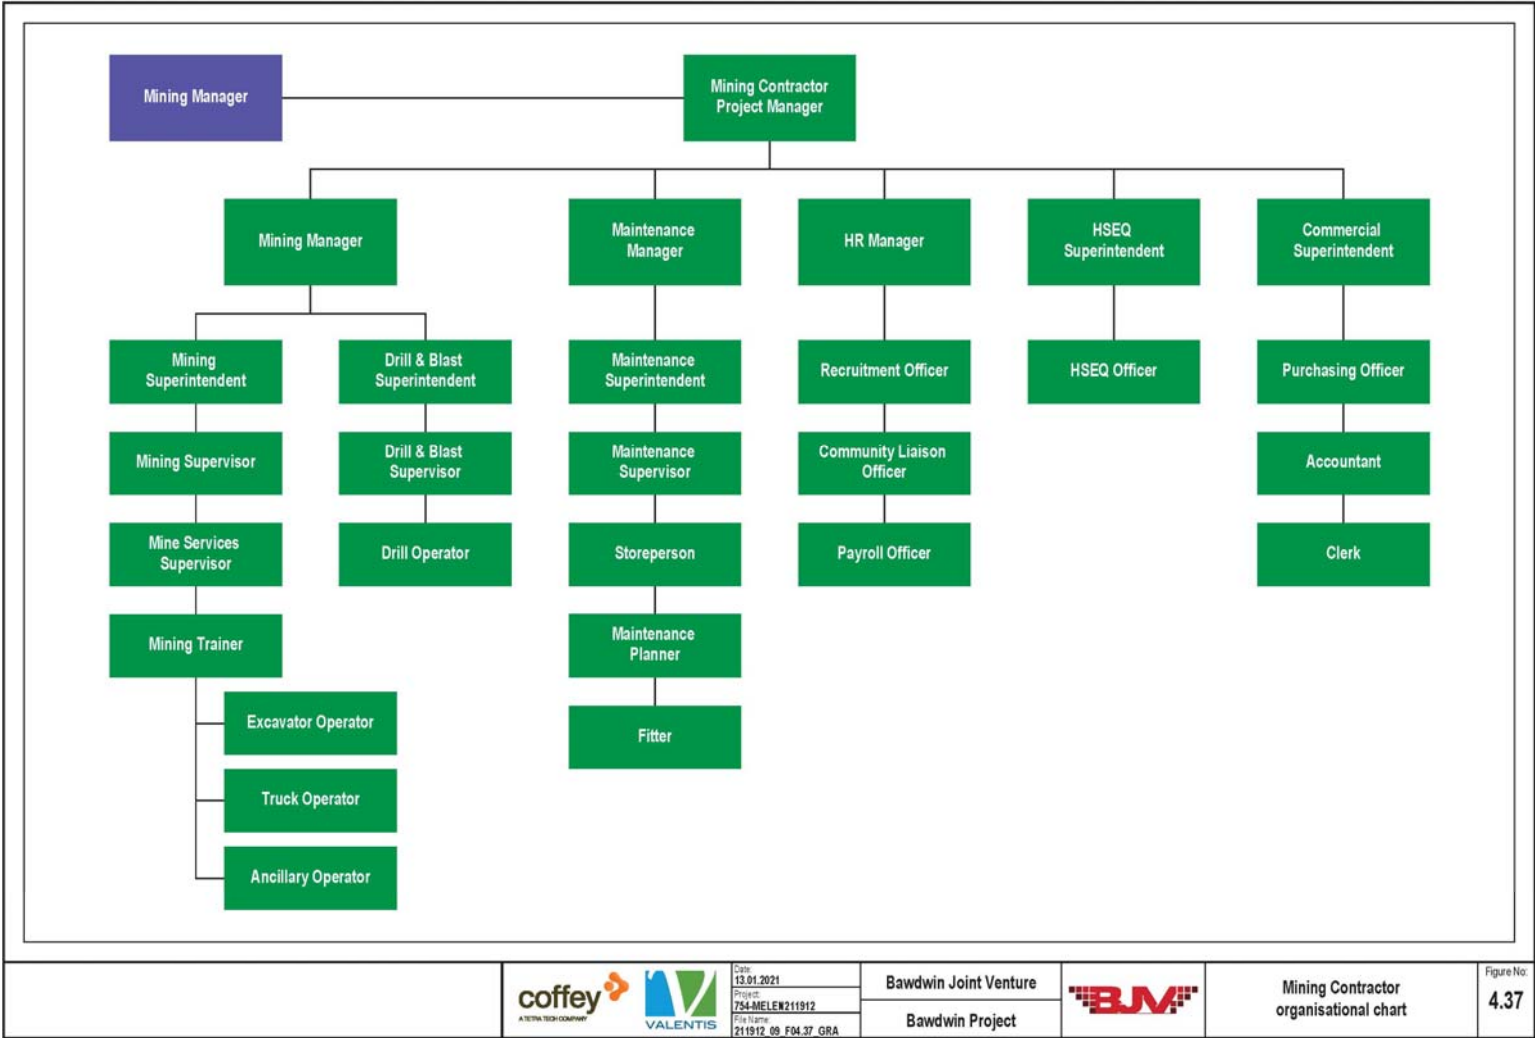 Mining Manager
Mining Contractor
Project Manager
Mining Manager
Maintenance
Manager
HR Manager
HSEQ
Superintendent
Commercial
Superintendent
Mining
Superintendent
Drill & Blast
Superintendent
Maintenance
Superintendent
Recruitment Officer
HSEQ Officer
Purchasing Officer
Mining Supervisor
Drill & Blast
Supervisor
Maintenance
Supervisor
Community Liaison
Officer
Accountant
Mine Services
Supervisor
Drill Operator
Storeperson
Payroll Officer
Clerk
Mining Trainer
Maintenance
Planner
Excavator Operator
Fitter
Truck Operator
Ancillary Operator
coffey
A TETRA TECH COMPANY
VALENTIS
Date:
13.01.2021
Project:
754-MELEN211912
File Name:
211912_09_F04.37_GRA
Bawdwin Joint Venture
Bawdwin Project
BJV
Mining Contractor
organisational chart
Figure No:
4.37